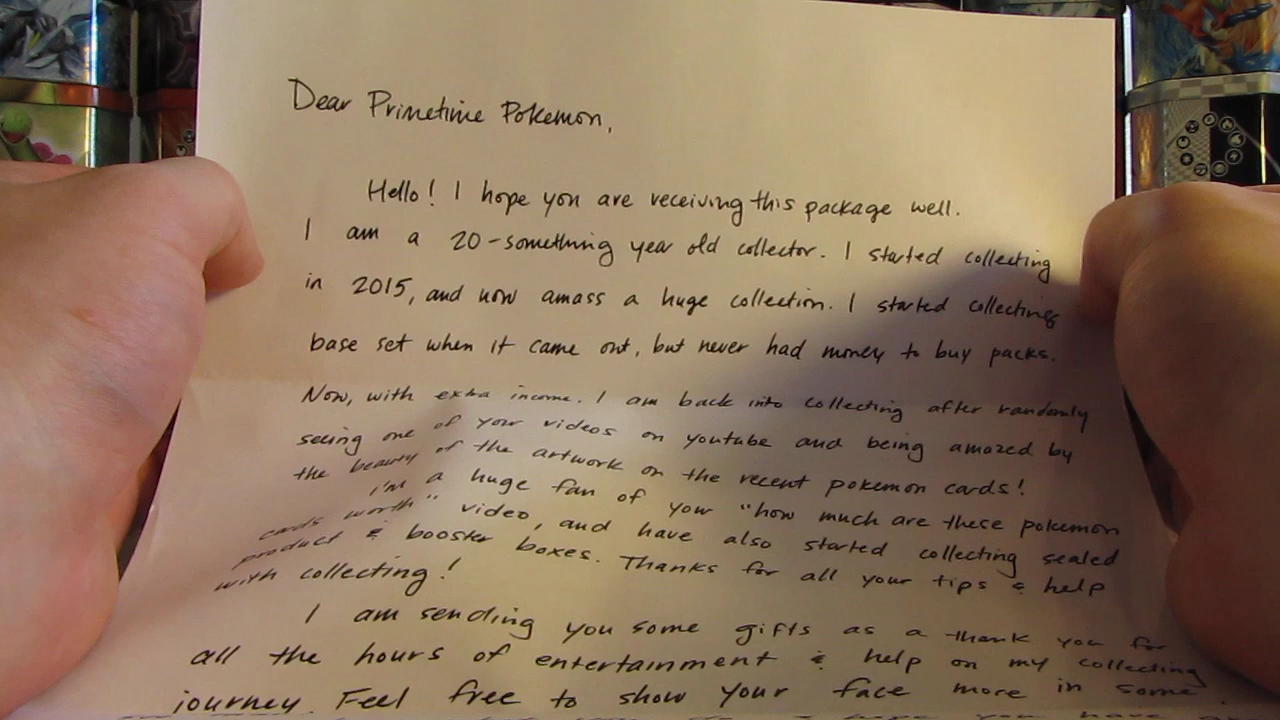 Dear Primetime Pokemon,
Hello! I hope you are receiving this package well.
I am a 20-something year old collector. I started collecting
in 2015, and now amass a huge collection. I started collecting
base set when it came out, but never had money to buy packs.
Now, with extra income. I am back into collecting after randomly
seeing one of your videos on youtube and being amazed by
the beauty of the artwork on the recent pokemon cards!
I'm a huge fan of your "how much are these pokemon
cards worth" video, and have also started collecting sealed
product & booster boxes. Thanks for all your tips & help
with collecting!
I am sending you some gifts as a thank you for
all the hours of entertainment & help on my collecting
journey. Feel free to show your face more in some